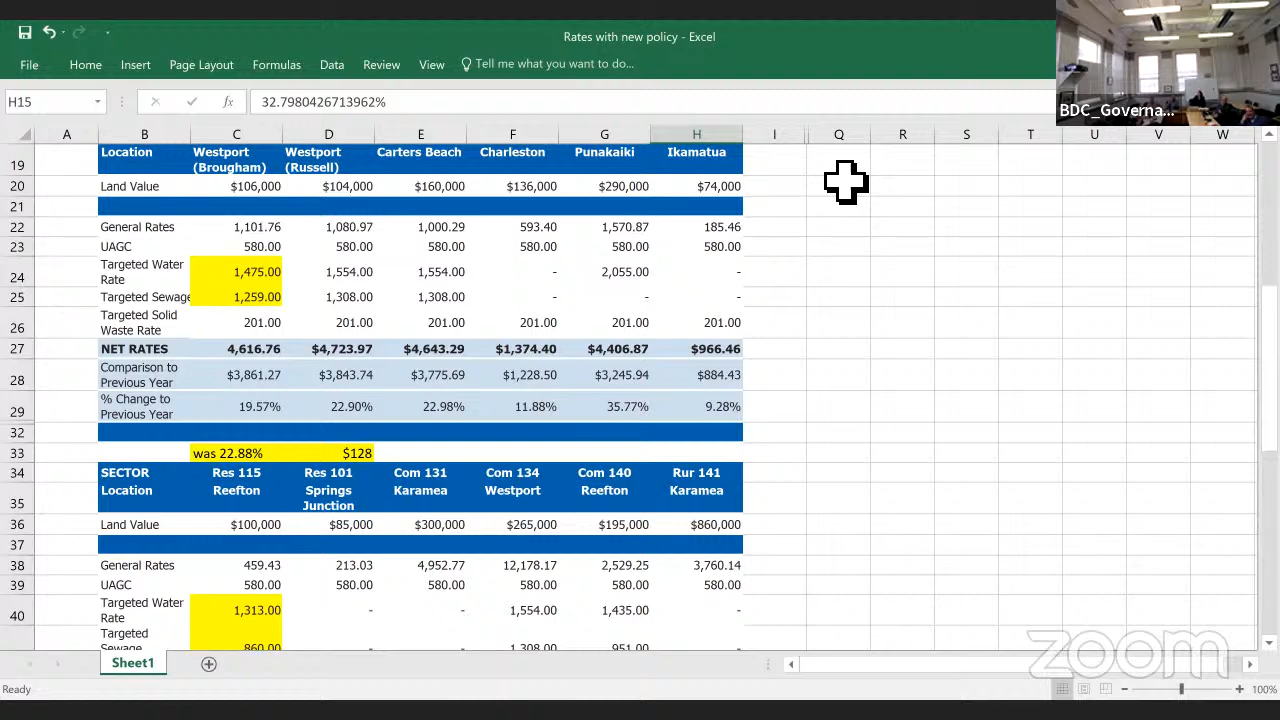 Rates with new policy - Excel
File Home Insert Page Layout Formulas Data Review View Tell me what you want to do...
H15 fx 32.7980426713962%
BDC_Governa...
A B C D E F G H I Q R S T U V W
19 Location Westport (Brougham) Westport (Russell) Carters Beach Charleston Punakaiki Ikamatua
20 Land Value $106,000 $104,000 $160,000 $136,000 $290,000 $74,000
21
22 General Rates 1,101.76 1,080.97 1,000.29 593.40 1,570.87 185.46
23 UAGC 580.00 580.00 580.00 580.00 580.00 580.00
24 Targeted Water Rate 1,475.00 1,554.00 1,554.00 - 2,055.00 -
25 Targeted Sewage 1,259.00 1,308.00 1,308.00 - - -
26 Targeted Solid Waste Rate 201.00 201.00 201.00 201.00 201.00 201.00
27 NET RATES 4,616.76 $4,723.97 $4,643.29 $1,374.40 $4,406.87 $966.46
28 Comparison to Previous Year $3,861.27 $3,843.74 $3,775.69 $1,228.50 $3,245.94 $884.43
29 % Change to Previous Year 19.57% 22.90% 22.98% 11.88% 35.77% 9.28%
32
33 was 22.88% $128
34 SECTOR Res 115 Res 101 Com 131 Com 134 Com 140 Rur 141
35 Location Reefton Springs Junction Karamea Westport Reefton Karamea
36 Land Value $100,000 $85,000 $300,000 $265,000 $195,000 $860,000
37
38 General Rates 459.43 213.03 4,952.77 12,178.17 2,529.25 3,760.14
39 UAGC 580.00 580.00 580.00 580.00 580.00 580.00
40 Targeted Water Rate 1,313.00 - - 1,554.00 1,435.00 -
Targeted Sewage 860.00 - - 1,308.00 951.00 -
Sheet1
zoom
Ready 100%